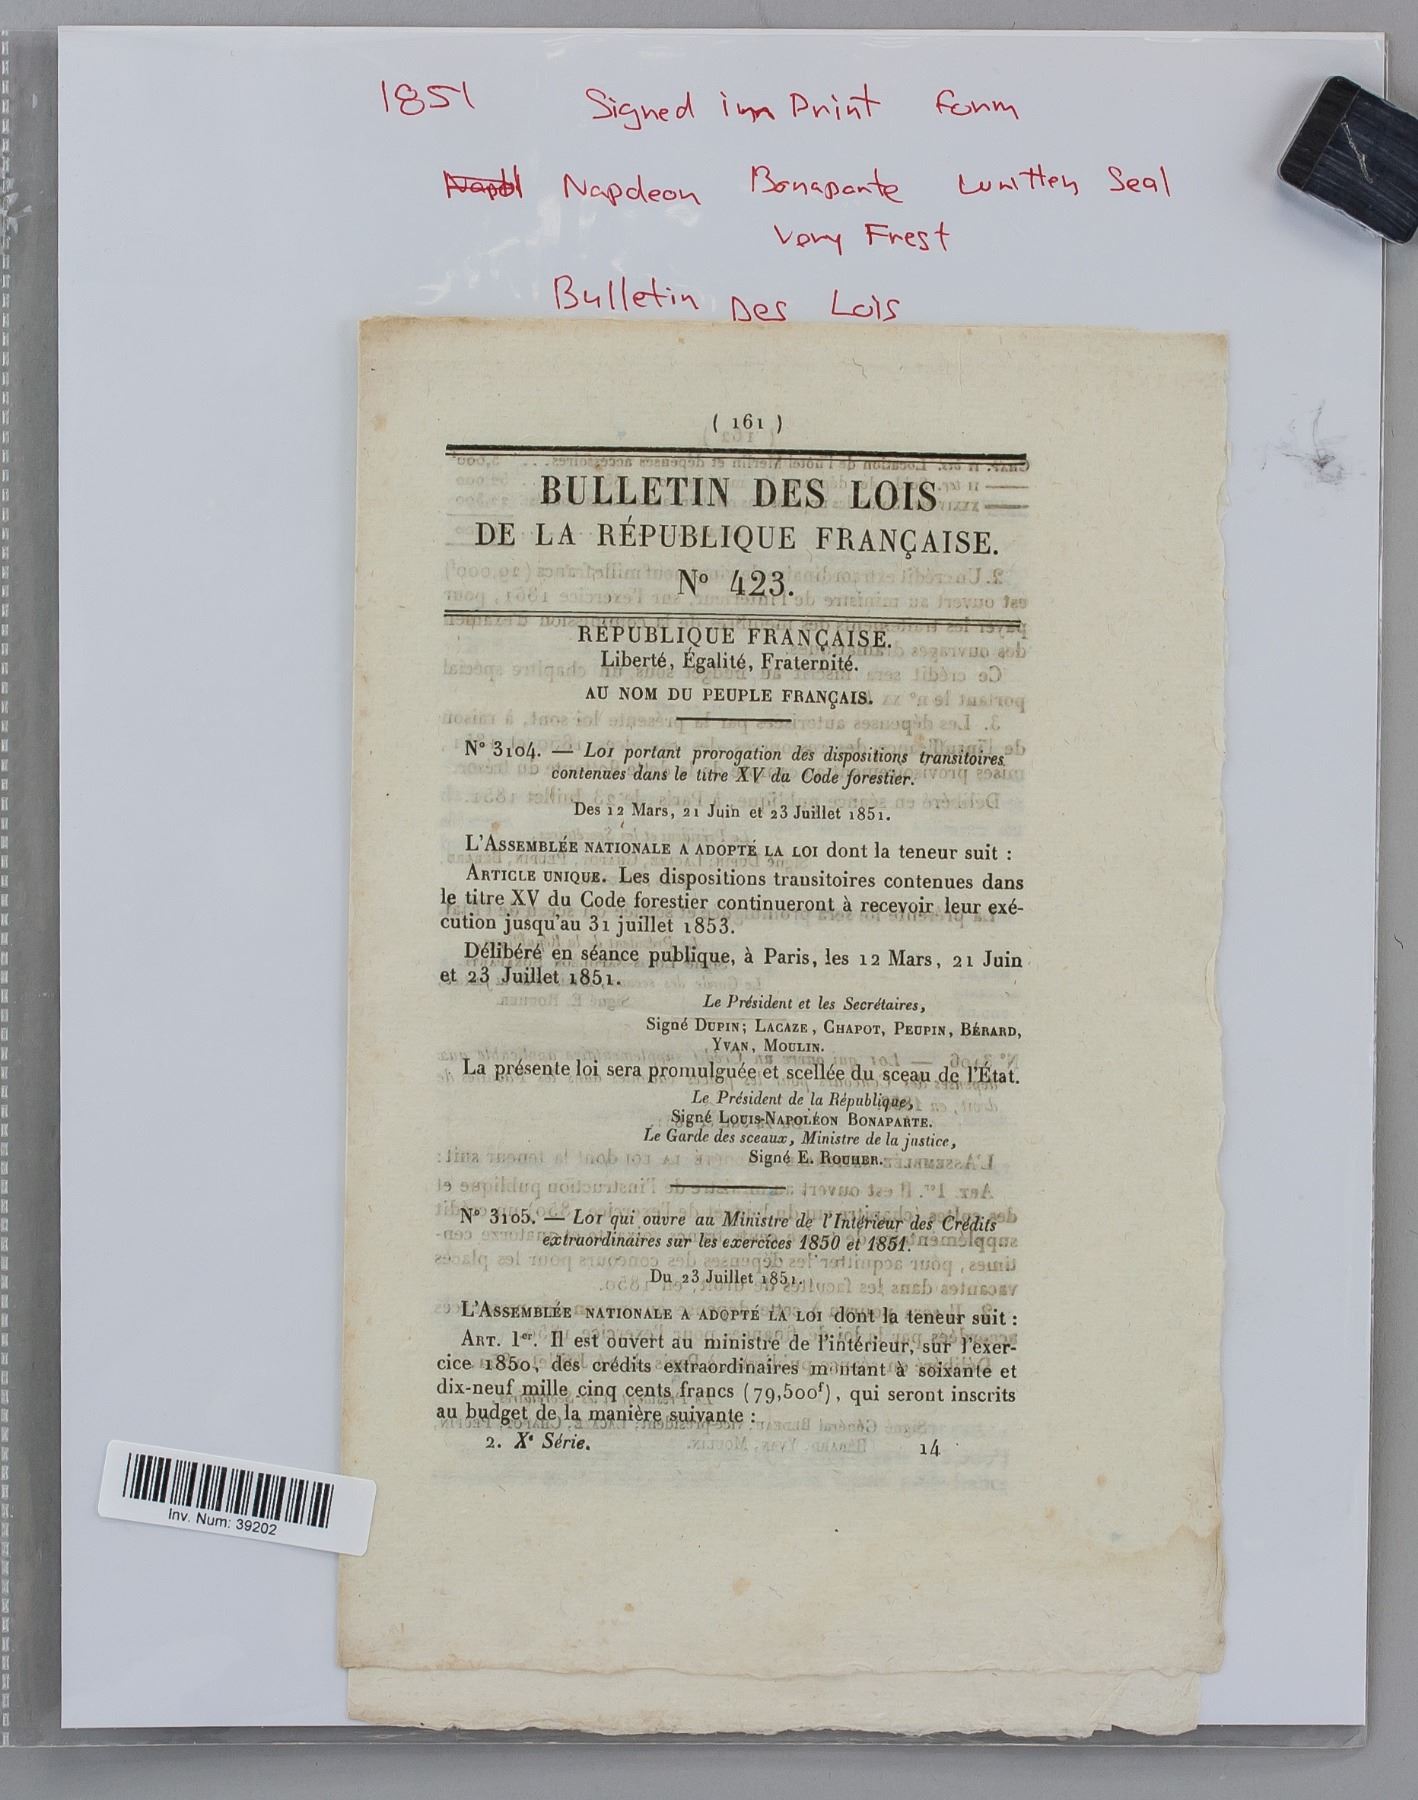 1851 Signed im Print Form
Napol Napoleon Bonaparte Written Seal
Very Frest
Bulletin Des Lois
( 161 )
BULLETIN DES LOIS
DE LA RÉPUBLIQUE FRANÇAISE.
N° 423.
RÉPUBLIQUE FRANÇAISE.
Liberté, Égalité, Fraternité.
AU NOM DU PEUPLE FRANÇAIS.
N° 3104. — LOI portant prorogation des dispositions transitoires
contenues dans le titre XV du Code forestier.
Des 12 Mars, 21 Juin et 23 Juillet 1851.
L'ASSEMBLÉE NATIONALE A ADOPTÉ LA LOI dont la teneur suit :
ARTICLE UNIQUE. Les dispositions transitoires contenues dans
le titre XV du Code forestier continueront à recevoir leur exé-
cution jusqu'au 31 juillet 1853.
Délibéré en séance publique, à Paris, les 12 Mars, 21 Juin
et 23 Juillet 1851.
Le Président et les Secrétaires,
Signé DUPIN; LACAZE, CHAPOT, PEUPIN, BÉRARD,
YVAN, MOULIN.
La présente loi sera promulguée et scellée du sceau de l'État.
Le Président de la République,
Signé LOUIS-NAPOLÉON BONAPARTE.
Le Garde des sceaux, Ministre de la justice,
Signé E. ROUHER.
N° 3105. — LOI qui ouvre au Ministre de l'Intérieur des Crédits
extraordinaires sur les exercices 1850 et 1851.
Du 23 Juillet 1851.
L'ASSEMBLÉE NATIONALE A ADOPTÉ LA LOI dont la teneur suit :
ART. 1er. Il est ouvert au ministre de l'intérieur, sur l'exer-
cice 1850, des crédits extraordinaires montant à soixante et
dix-neuf mille cinq cents francs (79,500f), qui seront inscrits
au budget de la manière suivante :
2. Xe Série. 14
Inv. Num: 39202